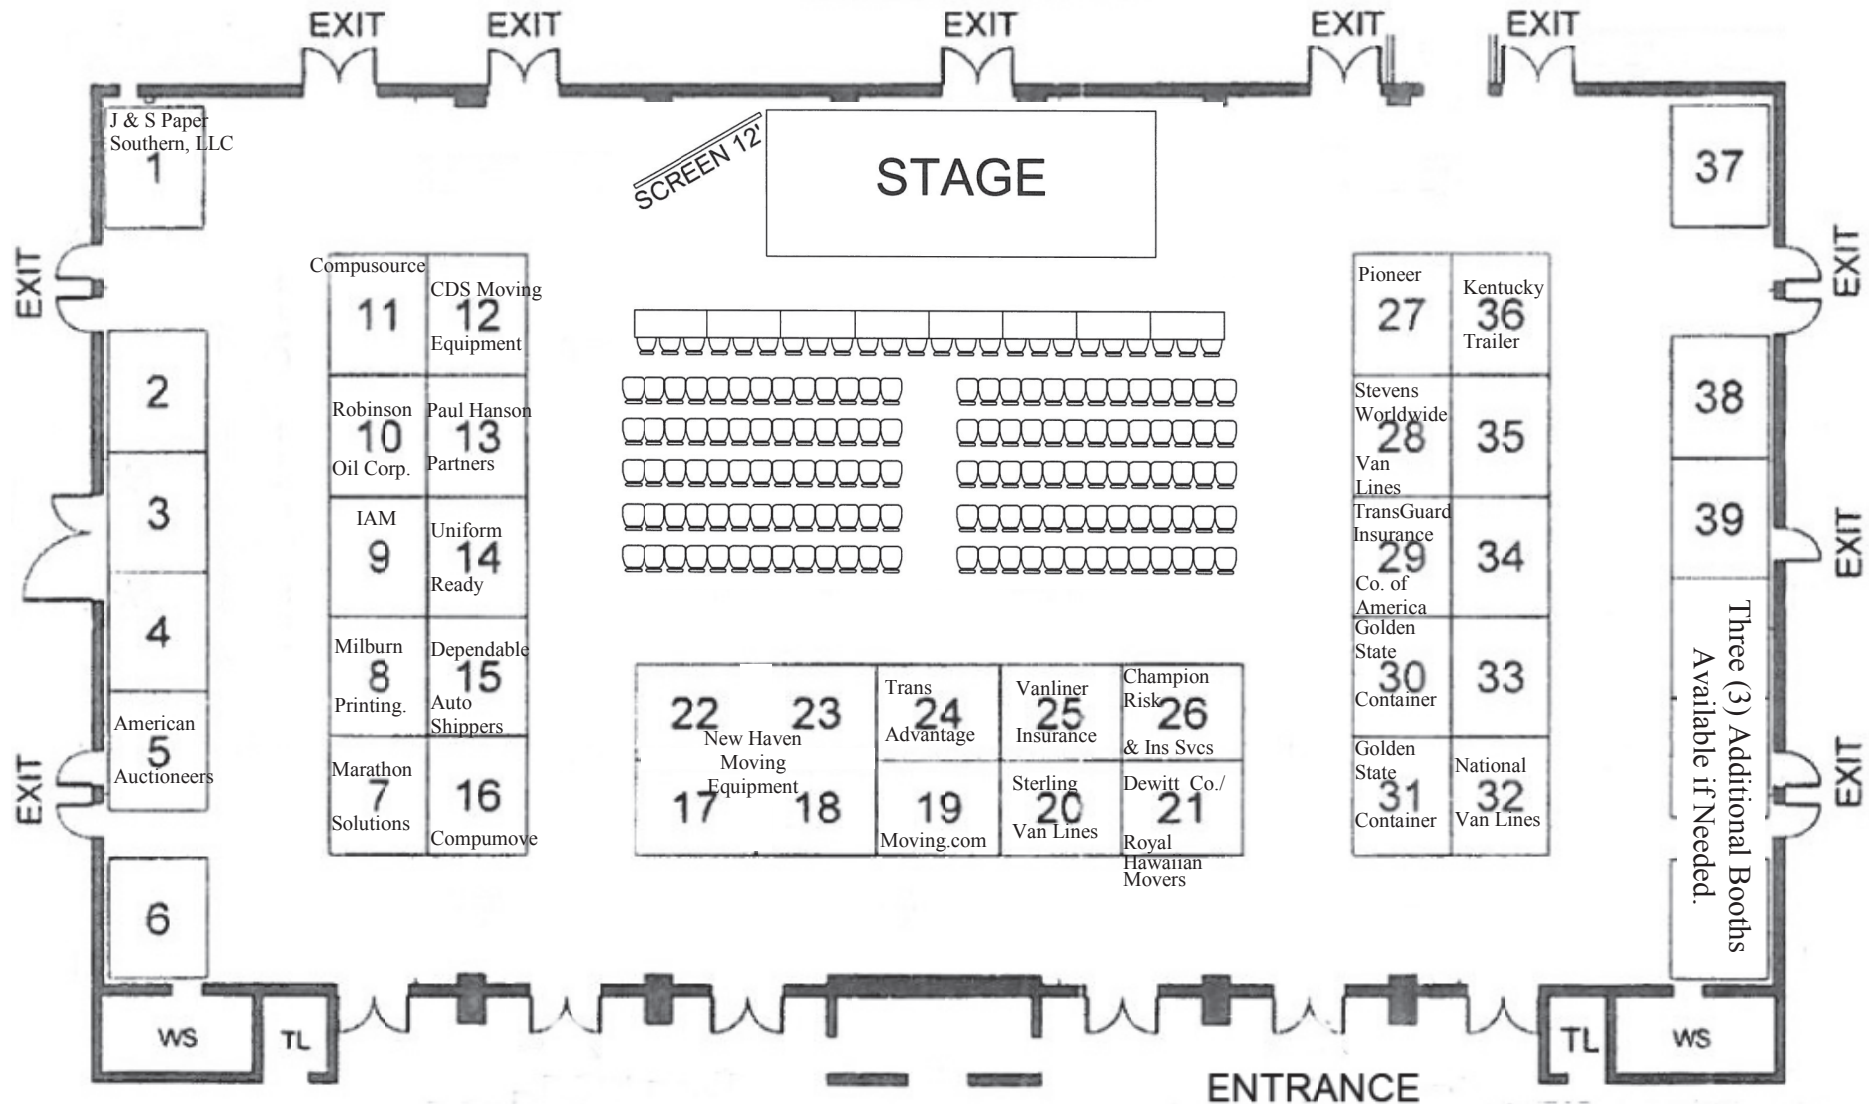 EXIT
EXIT
EXIT
EXIT
EXIT
J & S Paper
Southern, LLC
1
SCREEN 12'
STAGE
37
EXIT
EXIT
Compusource
11
CDS Moving
12
Equipment
Pioneer
27
Kentucky
36
Trailer
2
38
Robinson
10
Oil Corp.
Paul Hanson
13
Partners
Stevens
Worldwide
28
Van
Lines
35
3
39
EXIT
IAM
9
Uniform
14
Ready
TransGuard
Insurance
29
Co. of
America
34
4
Milburn
8
Printing.
Dependable
15
Auto
Shippers
Golden
State
30
Container
33
Three (3) Additional Booths
Available if Needed.
22
23
New Haven
Moving
Equipment
17
18
Trans
24
Advantage
Vanliner
25
Insurance
Champion
Risk
26
& Ins Svcs
American
5
Auctioneers
EXIT
EXIT
Marathon
7
Solutions
16
Compumove
19
Moving.com
Sterling
20
Van Lines
Dewitt Co./
21
Royal
Hawaiian
Movers
Golden
State
31
Container
National
32
Van Lines
6
WS
TL
TL
WS
ENTRANCE